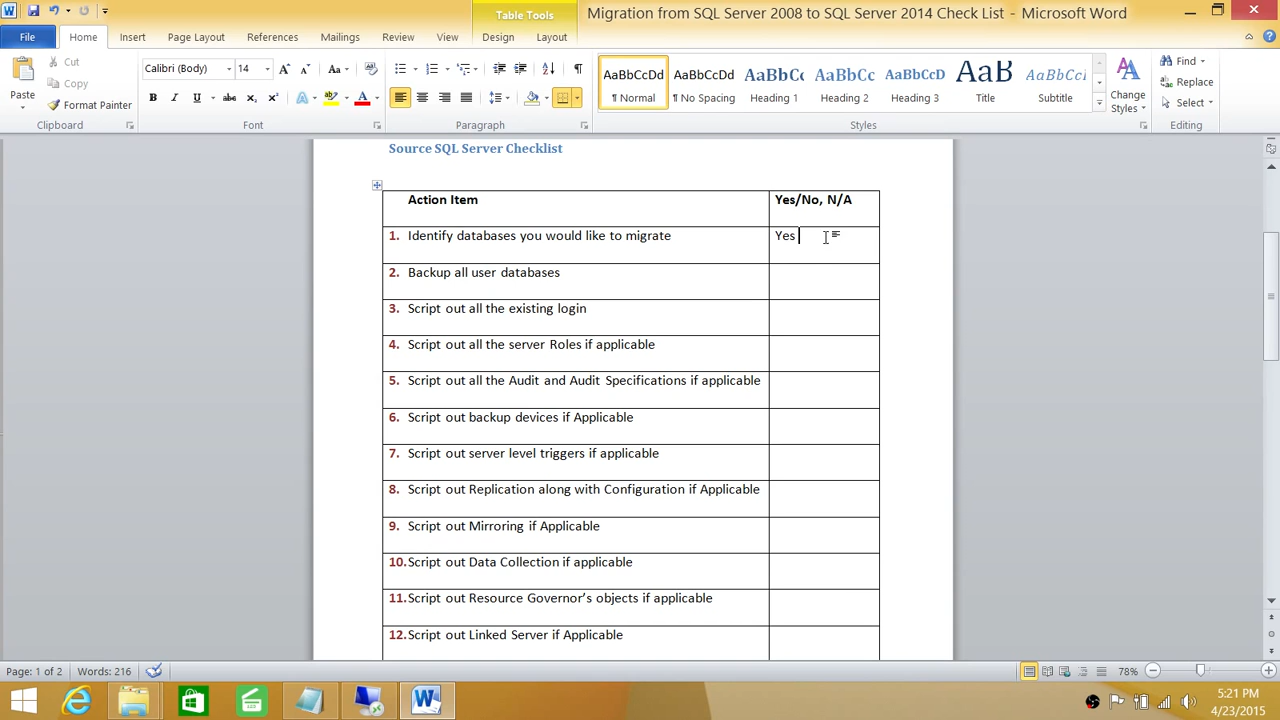 Table Tools
Migration from SQL Server 2008 to SQL Server 2014 Check List - Microsoft Word
File Home Insert Page Layout References Mailings Review View Design Layout
Paste
Cut
Copy
Format Painter
Clipboard
Calibri (Body) 14
Font
Paragraph
AaBbCcDd AaBbCcDd AaBbCc AaBbCc AaBbCcD AaB AaBbCcL
¶ Normal ¶ No Spacing Heading 1 Heading 2 Heading 3 Title Subtitle
Change Styles
Styles
Find
Replace
Select
Editing
Source SQL Server Checklist
Action Item Yes/No, N/A
1. Identify databases you would like to migrate Yes
2. Backup all user databases
3. Script out all the existing login
4. Script out all the server Roles if applicable
5. Script out all the Audit and Audit Specifications if applicable
6. Script out backup devices if Applicable
7. Script out server level triggers if applicable
8. Script out Replication along with Configuration if Applicable
9. Script out Mirroring if Applicable
10. Script out Data Collection if applicable
11. Script out Resource Governor's objects if applicable
12. Script out Linked Server if Applicable
Page: 1 of 2 Words: 216 78%
5:21 PM
4/23/2015